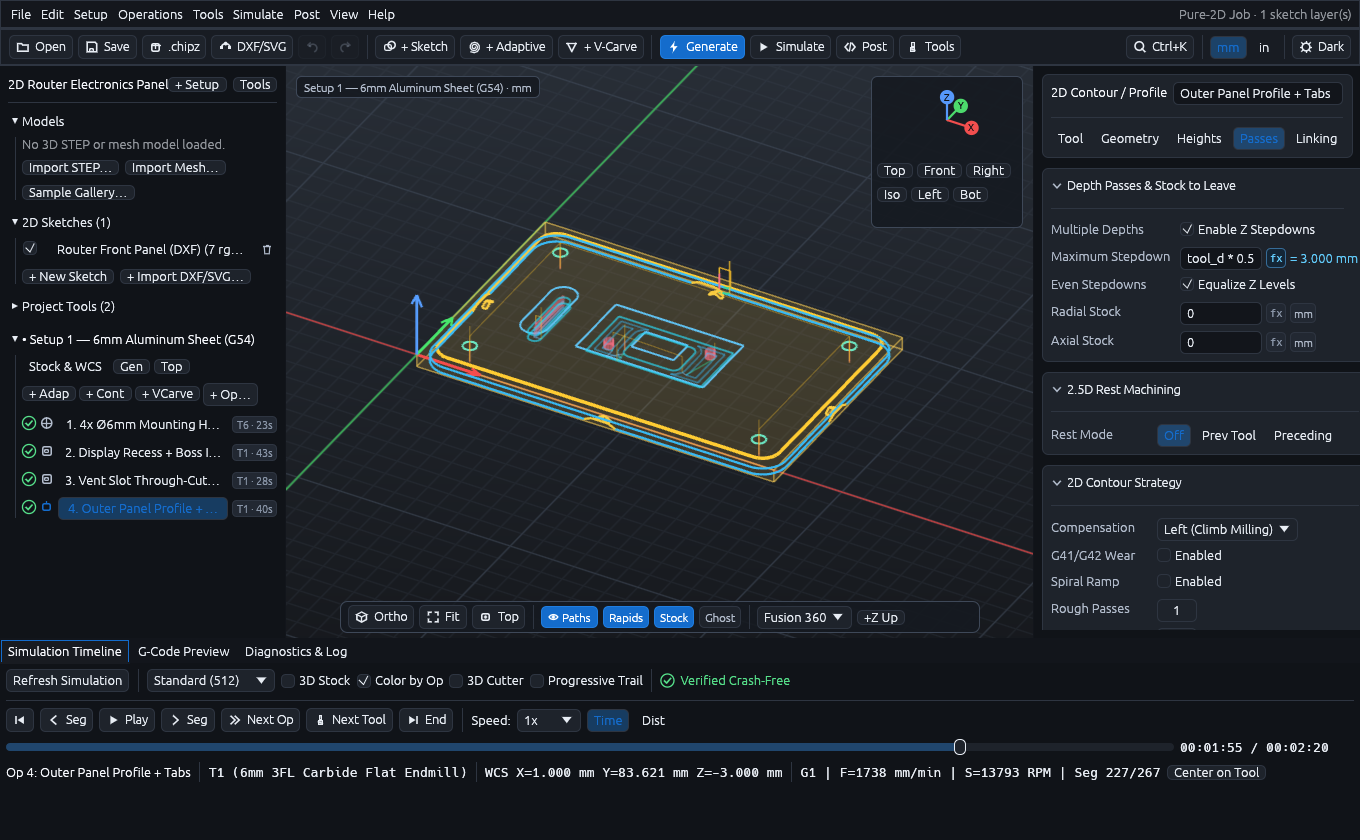 File Edit Setup Operations Tools Simulate Post View Help
Pure-2D Job · 1 sketch layer(s)
Open Save .chipz DXF/SVG + Sketch + Adaptive + V-Carve Generate Simulate Post Tools Ctrl+K mm in Dark
2D Router Electronics Panel + Setup Tools
Models
No 3D STEP or mesh model loaded.
Import STEP… Import Mesh…
Sample Gallery…
2D Sketches (1)
Router Front Panel (DXF) (7 rg…
+ New Sketch + Import DXF/SVG…
Project Tools (2)
• Setup 1 — 6mm Aluminum Sheet (G54)
Stock & WCS Gen Top
+ Adap + Cont + VCarve + Op…
1. 4x Ø6mm Mounting H… T6 · 23s
2. Display Recess + Boss I… T1 · 43s
3. Vent Slot Through-Cut… T1 · 28s
4. Outer Panel Profile + … T1 · 40s
Setup 1 — 6mm Aluminum Sheet (G54) · mm
Z
Y
X
Top Front Right
Iso Left Bot
Ortho Fit Top Paths Rapids Stock Ghost Fusion 360 +Z Up
2D Contour / Profile Outer Panel Profile + Tabs
Tool Geometry Heights Passes Linking
Depth Passes & Stock to Leave
Multiple Depths Enable Z Stepdowns
Maximum Stepdown tool_d * 0.5 fx = 3.000 mm
Even Stepdowns Equalize Z Levels
Radial Stock 0 fx mm
Axial Stock 0 fx mm
2.5D Rest Machining
Rest Mode Off Prev Tool Preceding
2D Contour Strategy
Compensation Left (Climb Milling)
G41/G42 Wear Enabled
Spiral Ramp Enabled
Rough Passes 1
Simulation Timeline G-Code Preview Diagnostics & Log
Refresh Simulation Standard (512) 3D Stock Color by Op 3D Cutter Progressive Trail Verified Crash-Free
Seg Play Seg Next Op Next Tool End Speed: 1x Time Dist
00:01:55 / 00:02:20
Op 4: Outer Panel Profile + Tabs T1 (6mm 3FL Carbide Flat Endmill) WCS X=1.000 mm Y=83.621 mm Z=-3.000 mm G1 | F=1738 mm/min | S=13793 RPM | Seg 227/267 Center on Tool